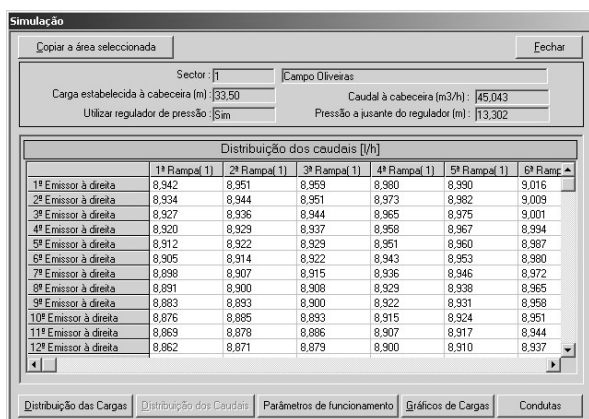 Simulação
Copiar a área seleccionada Fechar
Sector : 1 Campo Oliveiras
Carga estabelecida à cabeceira (m) : 33,50 Caudal à cabeceira (m3/h) : 45,043
Utilizar regulador de pressão : Sim Pressão a jusante do regulador (m) : 13,302
Distribuição dos caudais [l/h]
1ª Rampa( 1) 2ª Rampa( 1) 3ª Rampa( 1) 4ª Rampa( 1) 5ª Rampa( 1) 6ª Ramp
1º Emissor à direita 8,942 8,951 8,959 8,980 8,990 9,016
2º Emissor à direita 8,934 8,944 8,951 8,973 8,982 9,009
3º Emissor à direita 8,927 8,936 8,944 8,965 8,975 9,001
4º Emissor à direita 8,920 8,929 8,937 8,958 8,967 8,994
5º Emissor à direita 8,912 8,922 8,929 8,951 8,960 8,987
6º Emissor à direita 8,905 8,914 8,922 8,943 8,953 8,980
7º Emissor à direita 8,898 8,907 8,915 8,936 8,946 8,972
8º Emissor à direita 8,891 8,900 8,908 8,929 8,938 8,965
9º Emissor à direita 8,883 8,893 8,900 8,922 8,931 8,958
10º Emissor à direita 8,876 8,885 8,893 8,915 8,924 8,951
11º Emissor à direita 8,869 8,878 8,886 8,907 8,917 8,944
12º Emissor à direita 8,862 8,871 8,879 8,900 8,910 8,937
Distribuição das Cargas Distribuição dos Caudais Parâmetros de funcionamento Gráficos de Cargas Condutas